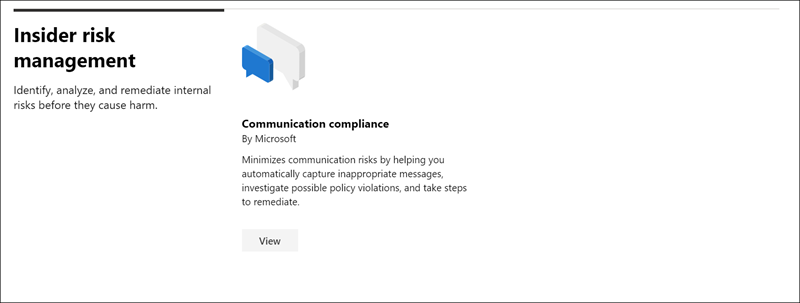 Insider risk
management
Identify, analyze, and remediate internal
risks before they cause harm.
Communication compliance
By Microsoft
Minimizes communication risks by helping you
automatically capture inappropriate messages,
investigate possible policy violations, and take steps
to remediate.
View